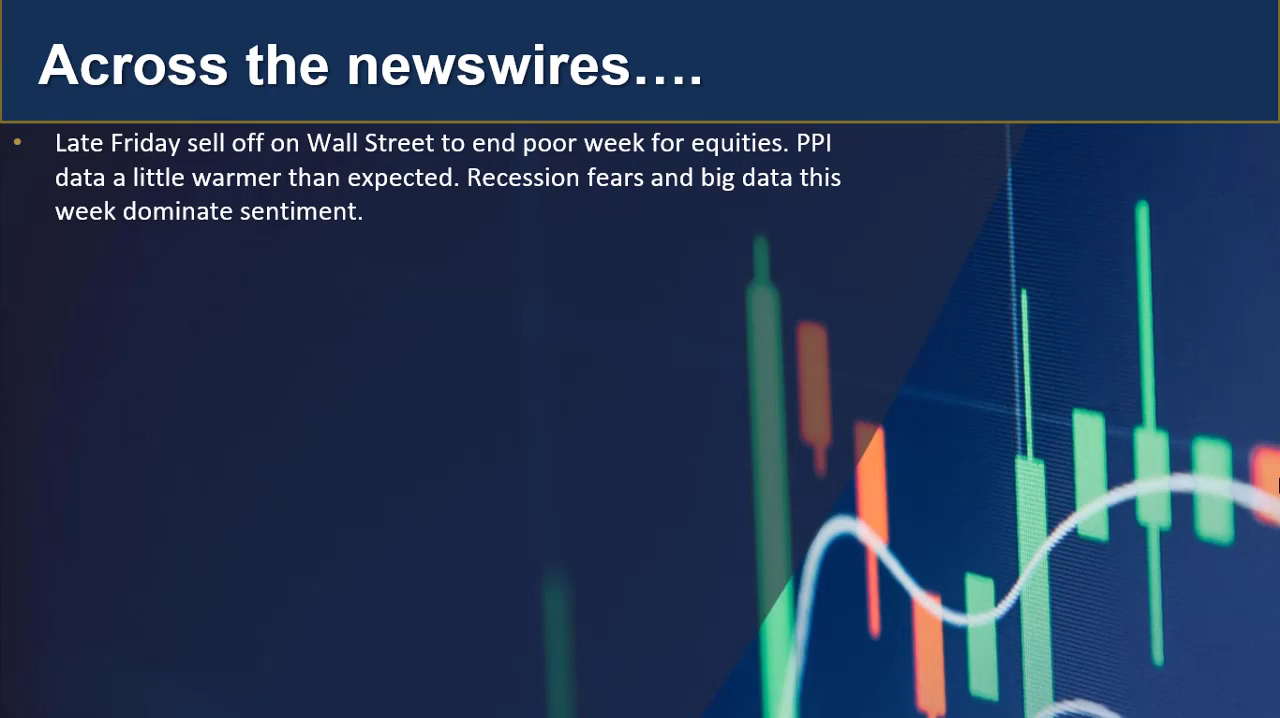 Across the newswires….
• Late Friday sell off on Wall Street to end poor week for equities. PPI
data a little warmer than expected. Recession fears and big data this
week dominate sentiment.